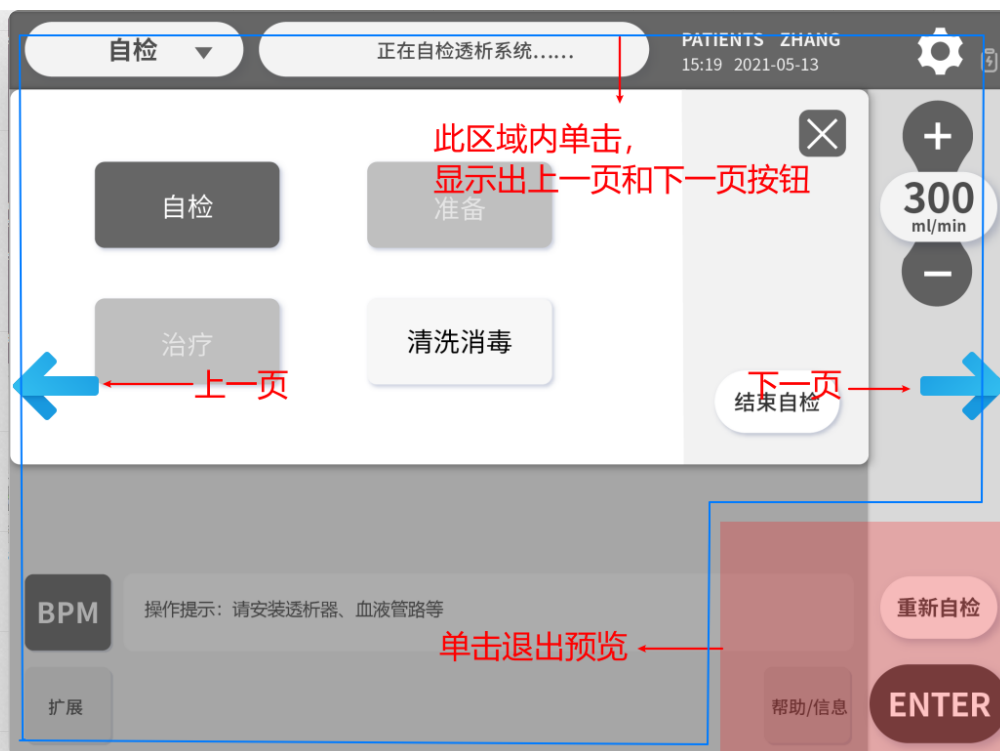 自检
正在自检透析系统......
PATIENTS ZHANG
15:19 2021-05-13
此区域内单击，
显示出上一页和下一页按钮
自检
准备
300
ml/min
治疗
清洗消毒
上一页
下一页
结束自检
BPM
操作提示：请安装透析器、血液管路等
重新自检
单击退出预览
扩展
帮助/信息
ENTER